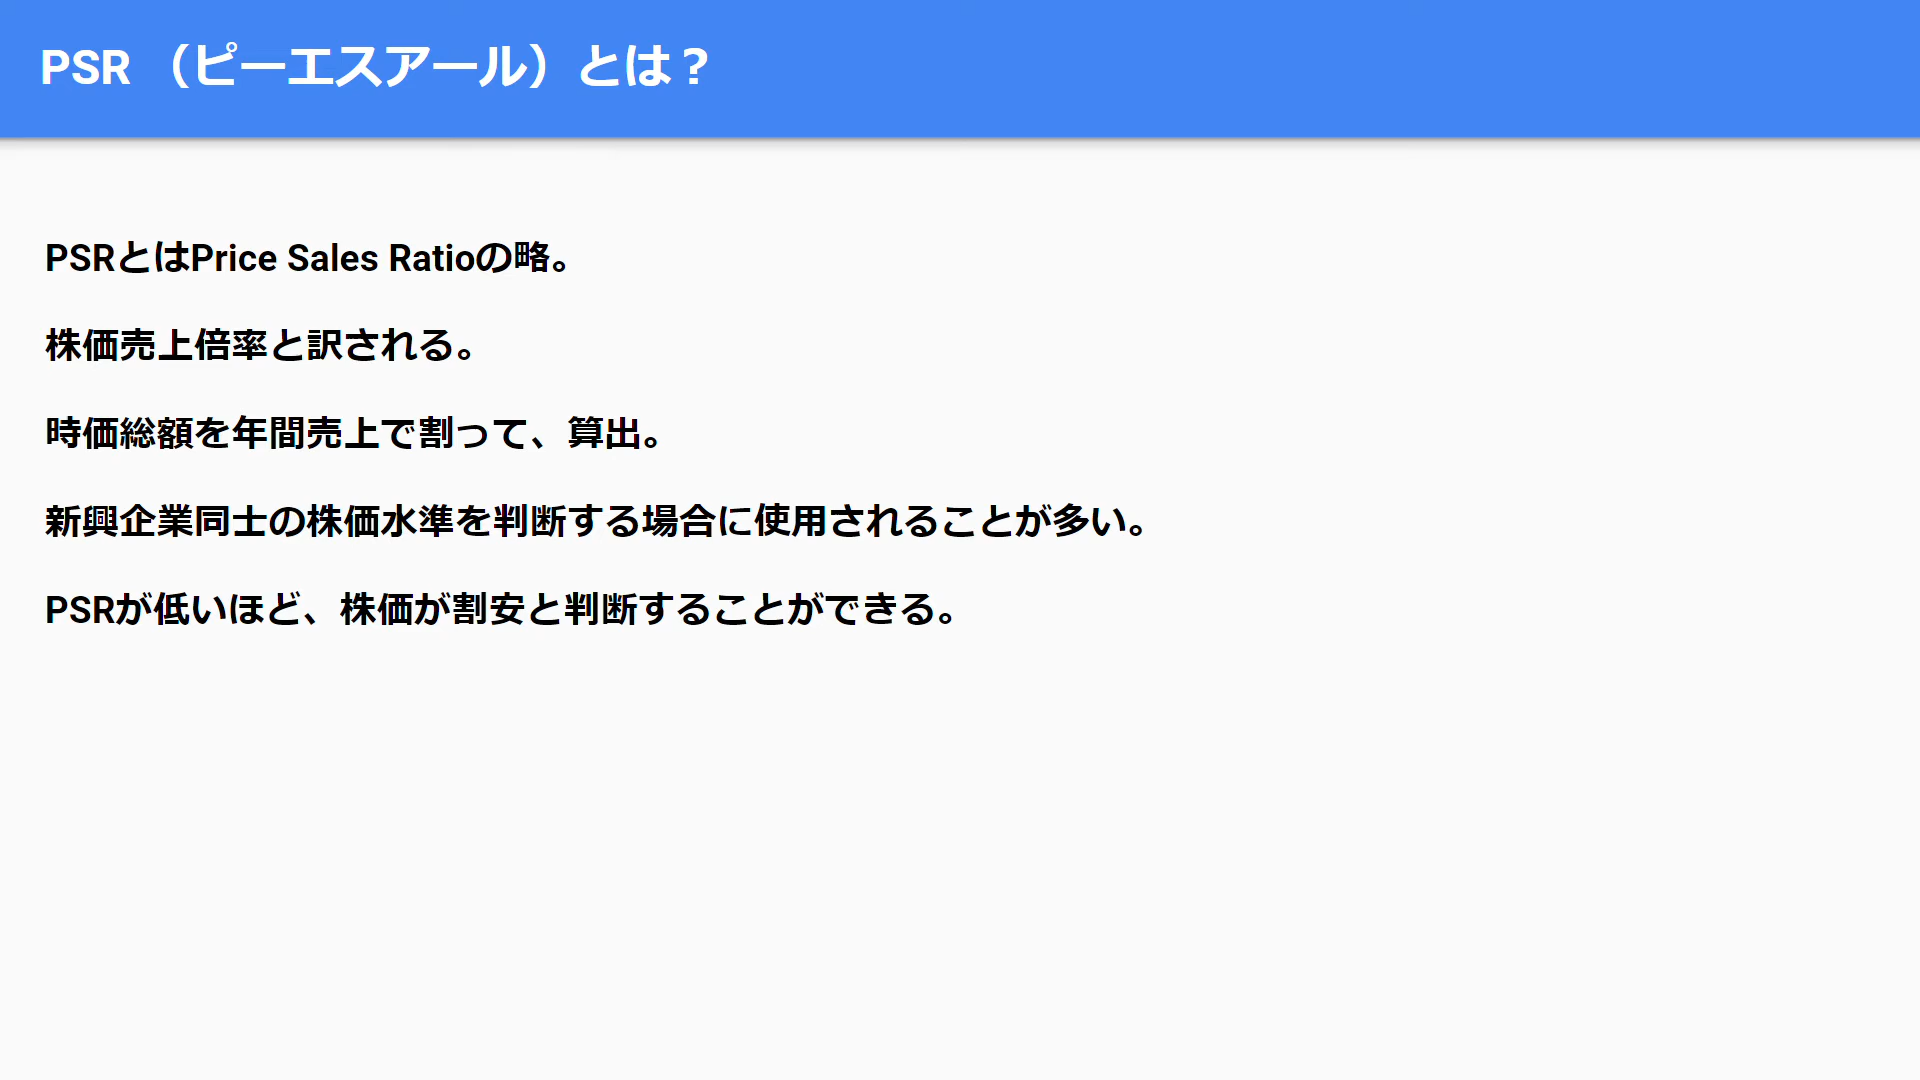 PSR （ピーエスアール）とは？
PSRとはPrice Sales Ratioの略。
株価売上倍率と訳される。
時価総額を年間売上で割って、算出。
新興企業同士の株価水準を判断する場合に使用されることが多い。
PSRが低いほど、株価が割安と判断することができる。